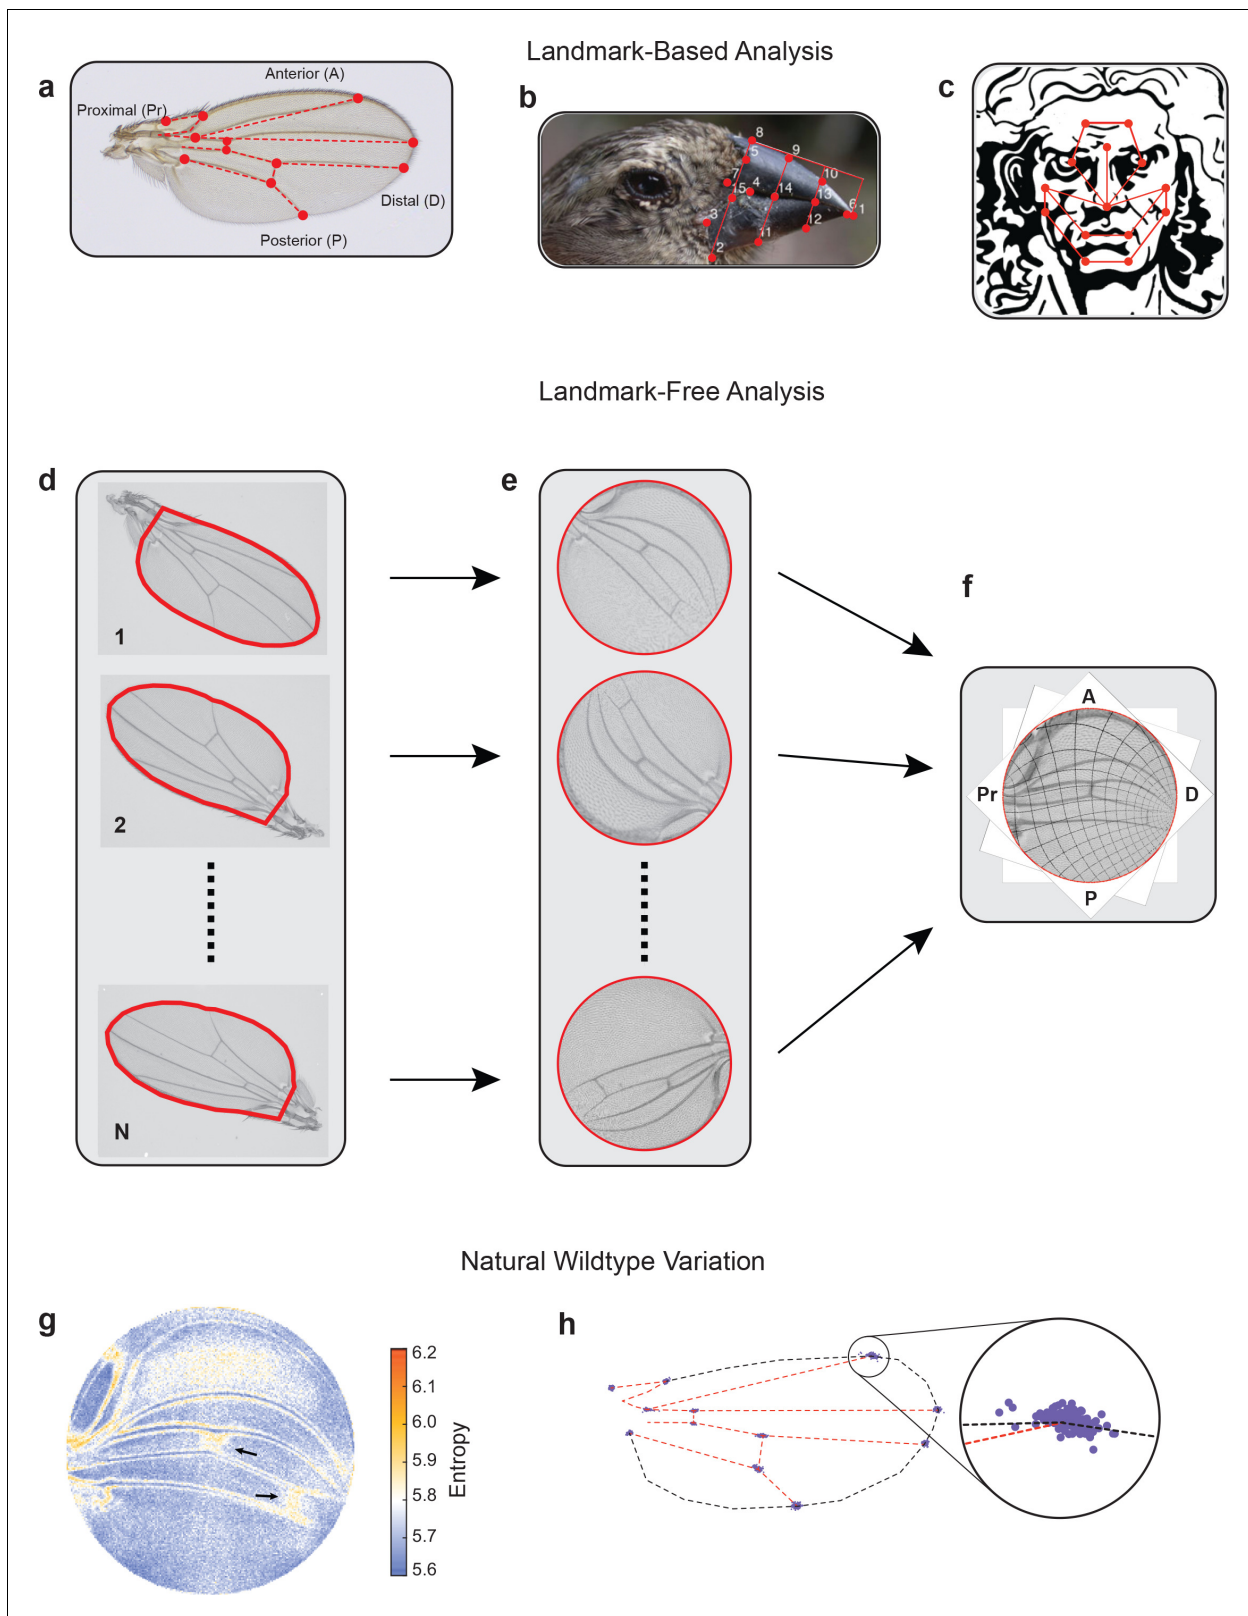 Landmark-Based Analysis
a
Anterior (A)
Proximal (Pr)
Distal (D)
Posterior (P)
b
8
5
9
7
4
10
15
14
13
6
1
3
12
11
2
c
Landmark-Free Analysis
d
1
2
N
e
f
A
Pr
D
P
Natural Wildtype Variation
g
6.2
6.1
6.0
5.9
5.8
5.7
5.6
Entropy
h